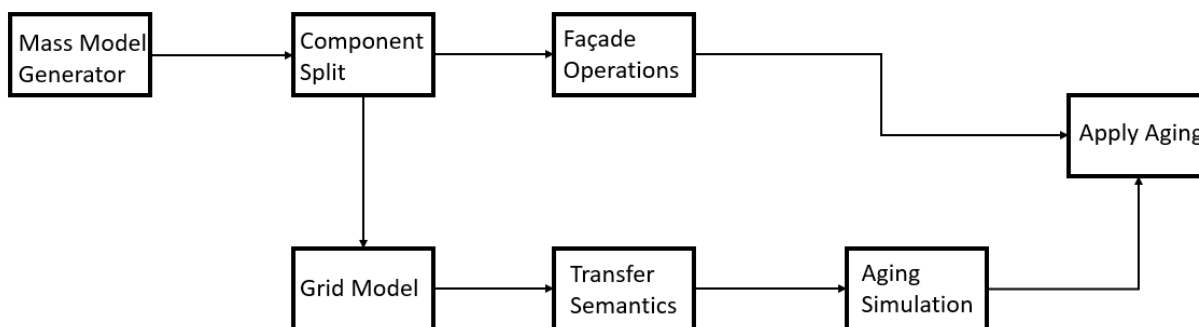 Mass Model
Generator
Component
Split
Façade
Operations
Apply Aging
Grid Model
Transfer
Semantics
Aging
Simulation